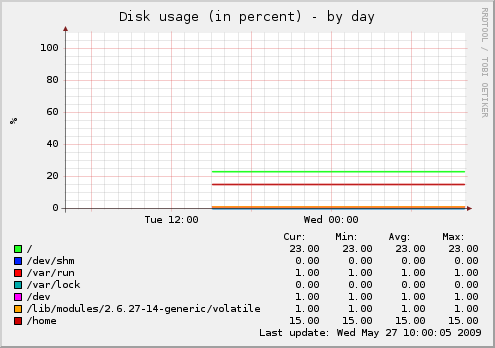 Disk usage (in percent) - by day
RRDTOOL / TOBI OETIKER
%
100
80
60
40
20
0
Tue 12:00 Wed 00:00
Cur: Min: Avg: Max:
/ 23.00 23.00 23.00 23.00
/dev/shm 0.00 0.00 0.00 0.00
/var/run 1.00 1.00 1.00 1.00
/var/lock 0.00 0.00 0.00 0.00
/dev 1.00 1.00 1.00 1.00
/lib/modules/2.6.27-14-generic/volatile 1.00 1.00 1.00 1.00
/home 15.00 15.00 15.00 15.00
Last update: Wed May 27 10:00:05 2009